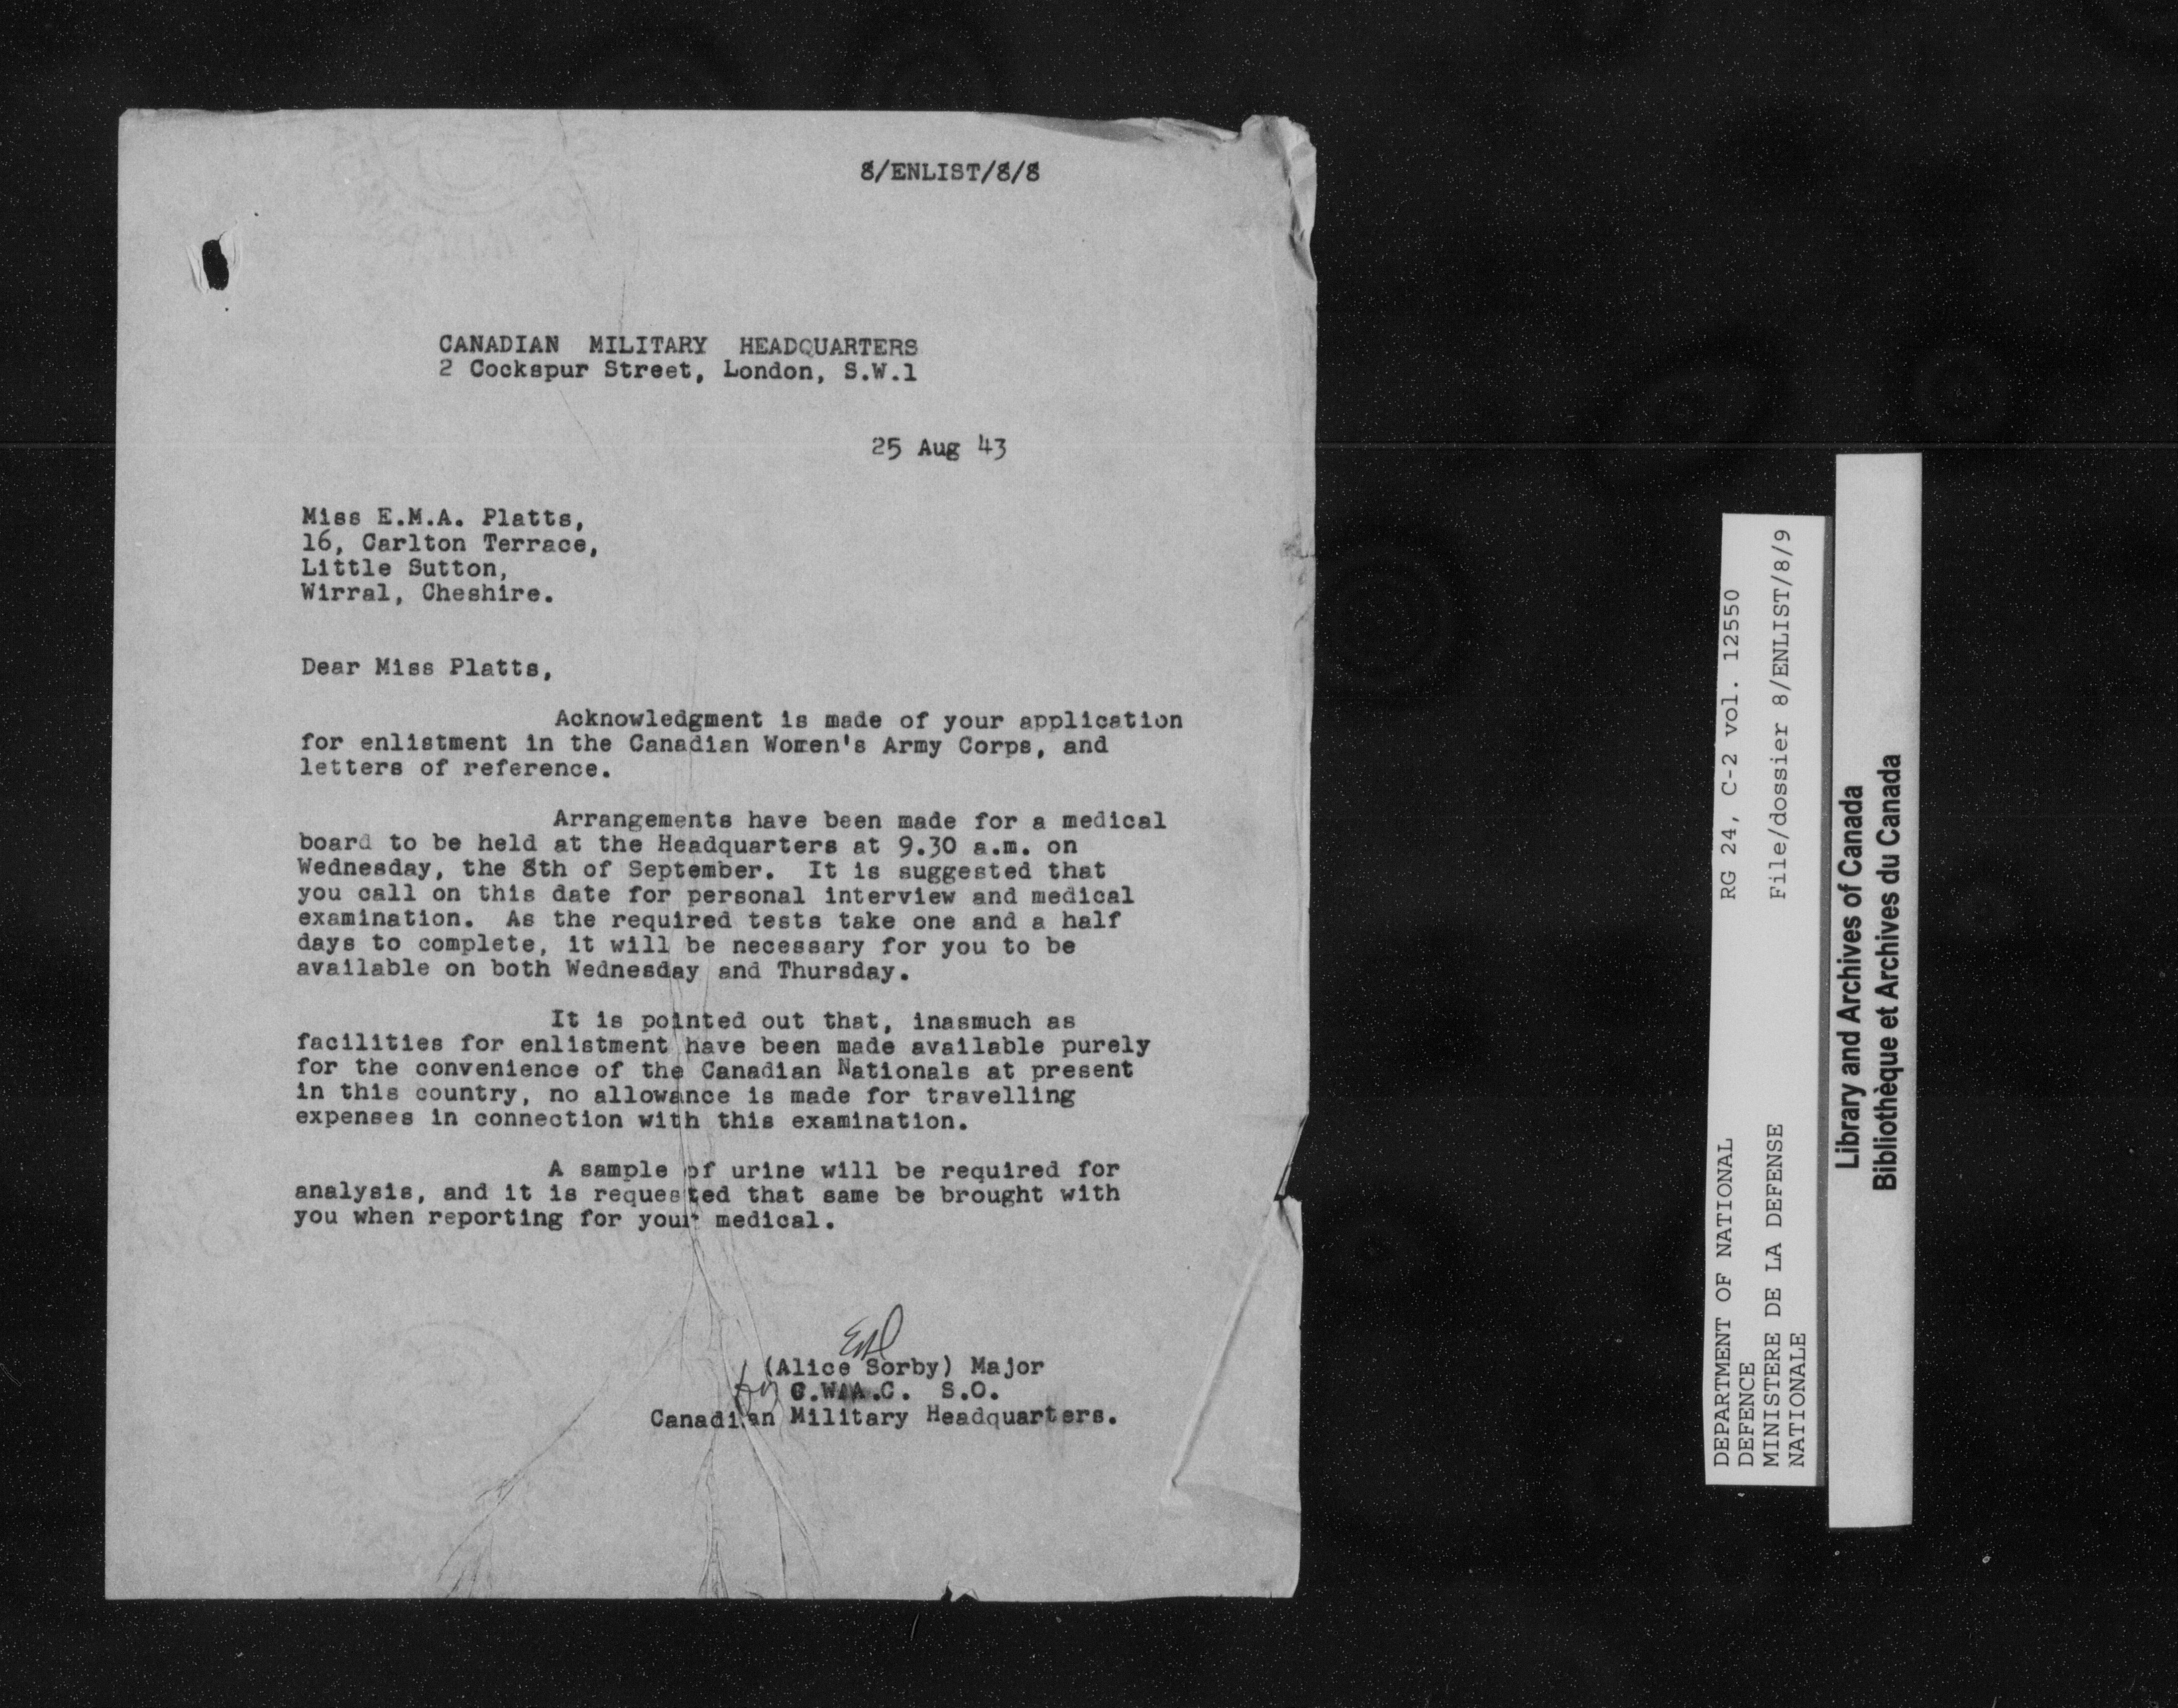 8/ENLIST/8/8
CANADIAN MILITARY HEADQUARTERS
2 Cockspur Street, London, S.W.1
25 Aug 43
Miss E.M.A. Platts,
16, Carlton Terrace,
Little Sutton,
Wirral, Cheshire.
Dear Miss Platts,
Acknowledgment is made of your application
for enlistment in the Canadian Women's Army Corps, and
letters of reference.
Arrangements have been made for a medical
board to be held at the Headquarters at 9.30 a.m. on
Wednesday, the 8th of September. It is suggested that
you call on this date for personal interview and medical
examination. As the required tests take one and a half
days to complete, it will be necessary for you to be
available on both Wednesday and Thursday.
It is pointed out that, inasmuch as
facilities for enlistment have been made available purely
for the convenience of the Canadian Nationals at present
in this country, no allowance is made for travelling
expenses in connection with this examination.
A sample of urine will be required for
analysis, and it is requested that same be brought with
you when reporting for your medical.
(Alice Sorby) Major
for C.W.A.C. S.O.
Canadian Military Headquarters.
DEPARTMENT OF NATIONAL
DEFENCE
MINISTERE DE LA DEFENSE
NATIONALE
RG 24, C-2 vol. 12550
File/dossier 8/ENLIST/8/9
Library and Archives of Canada
Bibliothèque et Archives du Canada